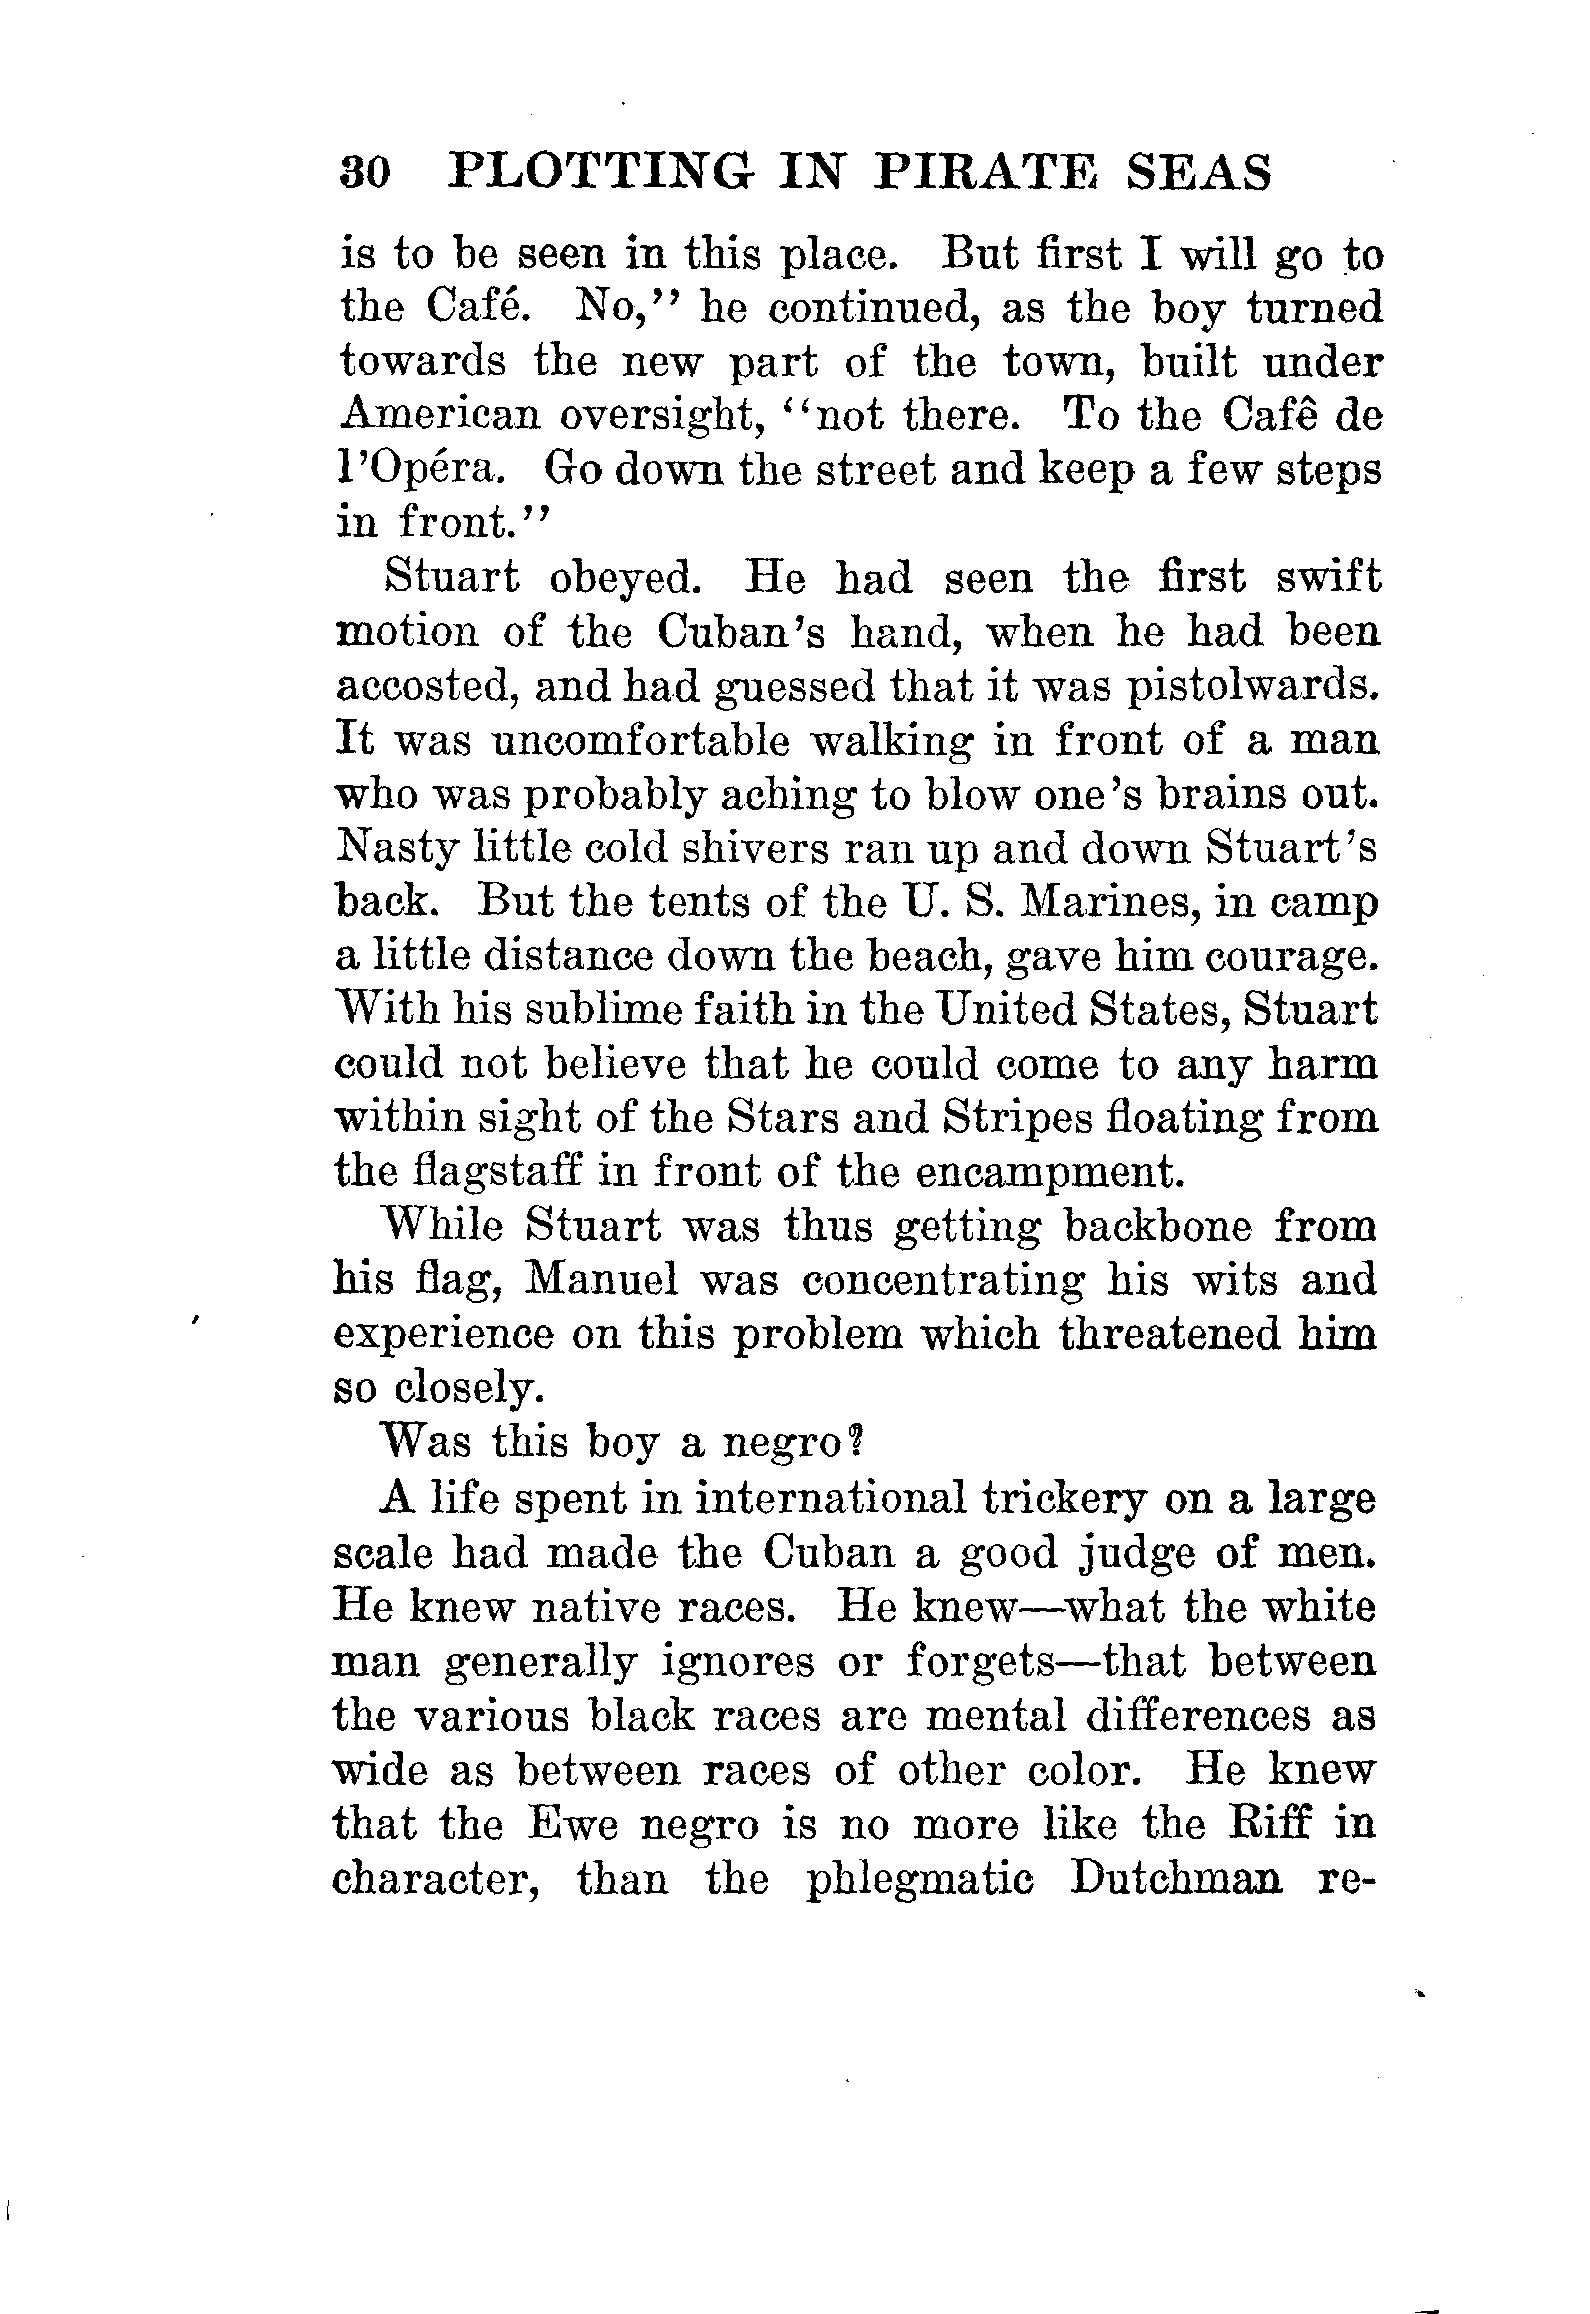 30 PLOTTING IN PIRATE SEAS
is to be seen in this place. But first I will go to
the Café. No,'' he continued, as the boy turned
towards the new part of the town, built under
American oversight, ‘‘not there. To the Cafê de
l'Opéra. Go down the street and keep a few steps
in front.''
Stuart obeyed. He had seen the first swift
motion of the Cuban's hand, when he had been
accosted, and had guessed that it was pistolwards.
It was uncomfortable walking in front of a man
who was probably aching to blow one's brains out.
Nasty little cold shivers ran up and down Stuart's
back. But the tents of the U. S. Marines, in camp
a little distance down the beach, gave him courage.
With his sublime faith in the United States, Stuart
could not believe that he could come to any harm
within sight of the Stars and Stripes floating from
the flagstaff in front of the encampment.
While Stuart was thus getting backbone from
his flag, Manuel was concentrating his wits and
experience on this problem which threatened him
so closely.
Was this boy a negro?
A life spent in international trickery on a large
scale had made the Cuban a good judge of men.
He knew native races. He knew—what the white
man generally ignores or forgets—that between
the various black races are mental differences as
wide as between races of other color. He knew
that the Ewe negro is no more like the Riff in
character, than the phlegmatic Dutchman re-